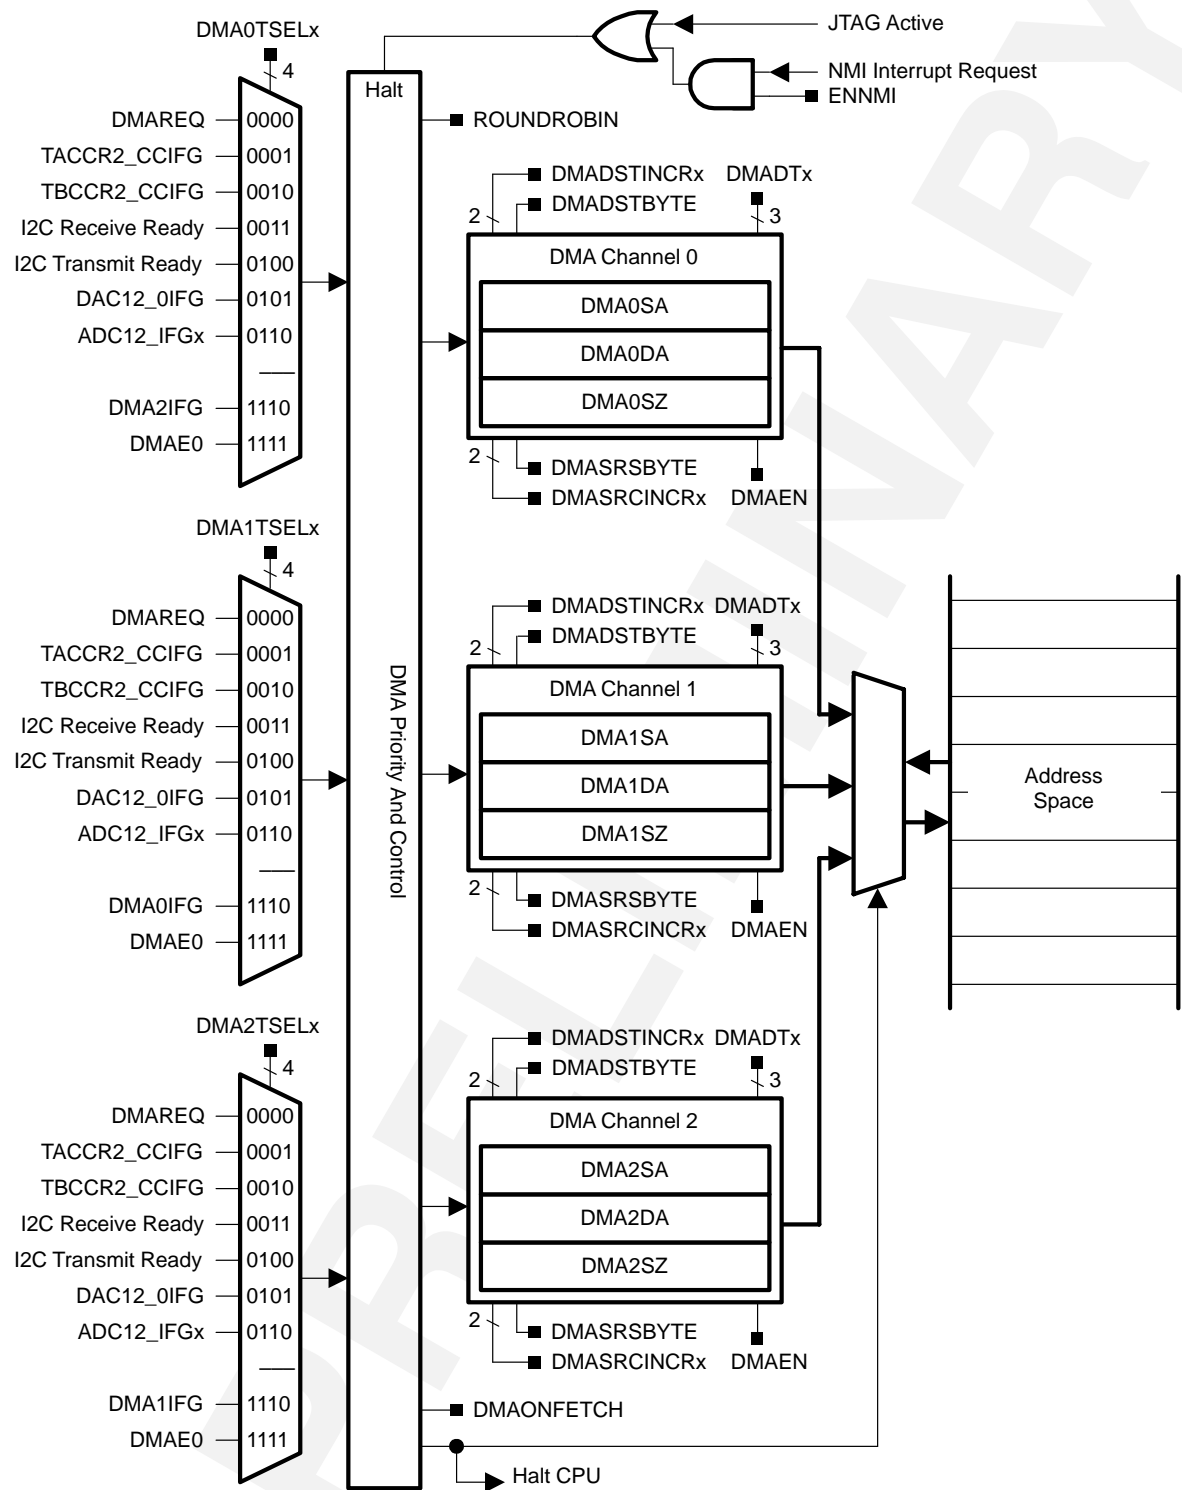 DMA0TSELx
4
DMAREQ 0000
TACCR2_CCIFG 0001
TBCCR2_CCIFG 0010
I2C Receive Ready 0011
I2C Transmit Ready 0100
DAC12_0IFG 0101
ADC12_IFGx 0110
DMA2IFG 1110
DMAE0 1111
DMA1TSELx
4
DMAREQ 0000
TACCR2_CCIFG 0001
TBCCR2_CCIFG 0010
I2C Receive Ready 0011
I2C Transmit Ready 0100
DAC12_0IFG 0101
ADC12_IFGx 0110
DMA0IFG 1110
DMAE0 1111
DMA2TSELx
4
DMAREQ 0000
TACCR2_CCIFG 0001
TBCCR2_CCIFG 0010
I2C Receive Ready 0011
I2C Transmit Ready 0100
DAC12_0IFG 0101
ADC12_IFGx 0110
DMA1IFG 1110
DMAE0 1111
Halt
DMA Priority And Control
JTAG Active
NMI Interrupt Request
ENNMI
ROUNDROBIN
DMADSTINCRx DMADTx
2 DMADSTBYTE 3
DMA Channel 0
DMA0SA
DMA0DA
DMA0SZ
2 DMASRSBYTE
DMASRCINCRx DMAEN
DMADSTINCRx DMADTx
2 DMADSTBYTE 3
DMA Channel 1
DMA1SA
DMA1DA
DMA1SZ
2 DMASRSBYTE
DMASRCINCRx DMAEN
DMADSTINCRx DMADTx
2 DMADSTBYTE 3
DMA Channel 2
DMA2SA
DMA2DA
DMA2SZ
2 DMASRSBYTE
DMASRCINCRx DMAEN
DMAONFETCH
Halt CPU
Address
Space
PRELIMINARY